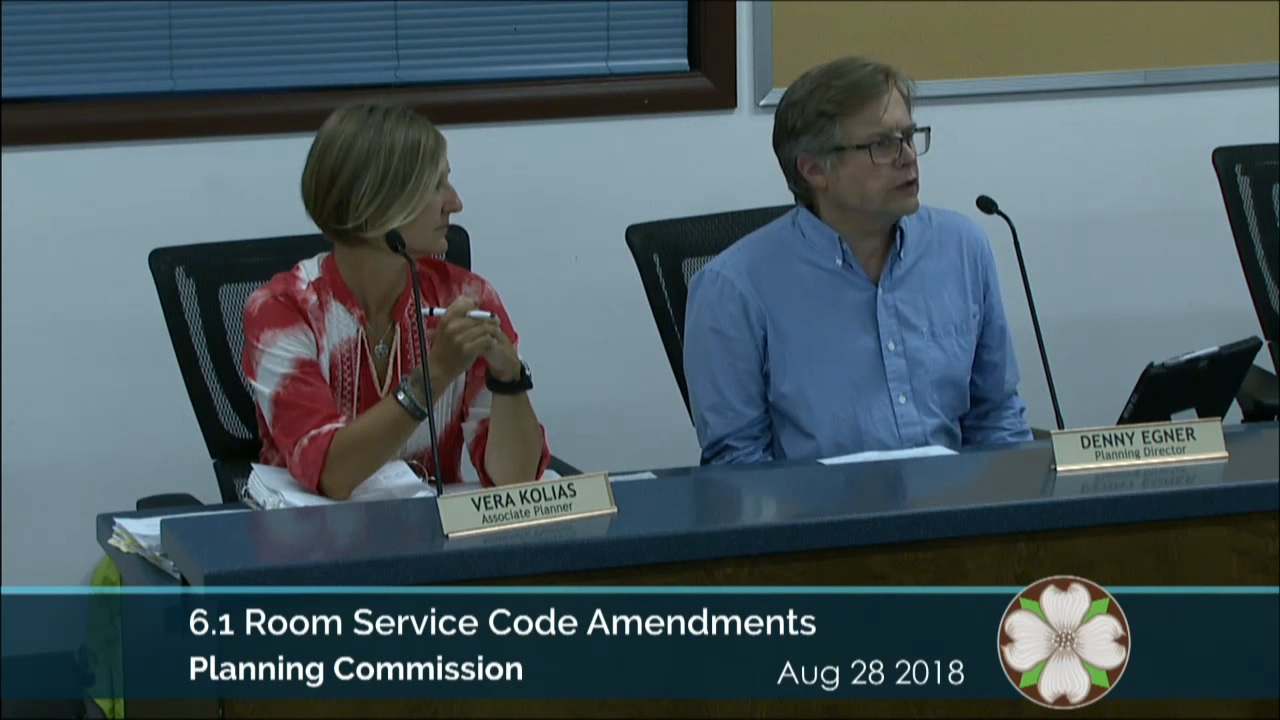 DENNY EGNER
Planning Director
VERA KOLIAS
Associate Planner
6.1 Room Service Code Amendments
Planning Commission
Aug 28 2018